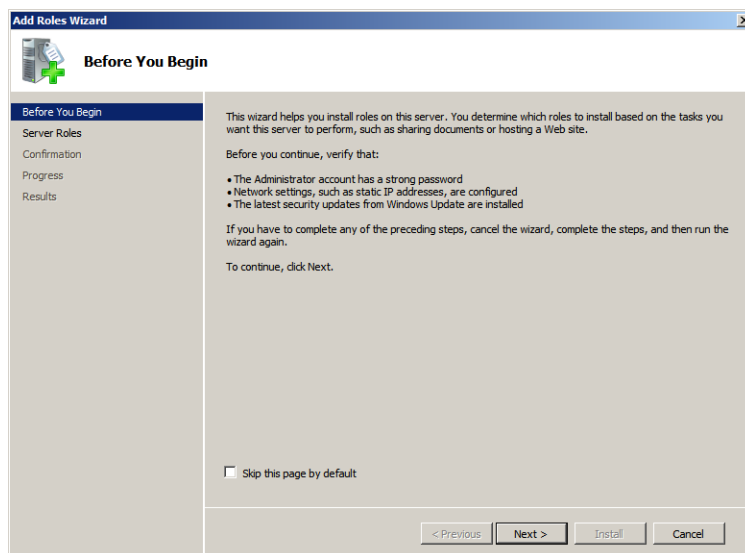 Add Roles Wizard
Before You Begin
Before You Begin
Server Roles
Confirmation
Progress
Results
This wizard helps you install roles on this server. You determine which roles to install based on the tasks you
want this server to perform, such as sharing documents or hosting a Web site.
Before you continue, verify that:
• The Administrator account has a strong password
• Network settings, such as static IP addresses, are configured
• The latest security updates from Windows Update are installed
If you have to complete any of the preceding steps, cancel the wizard, complete the steps, and then run the
wizard again.
To continue, click Next.
Skip this page by default
< Previous Next > Install Cancel